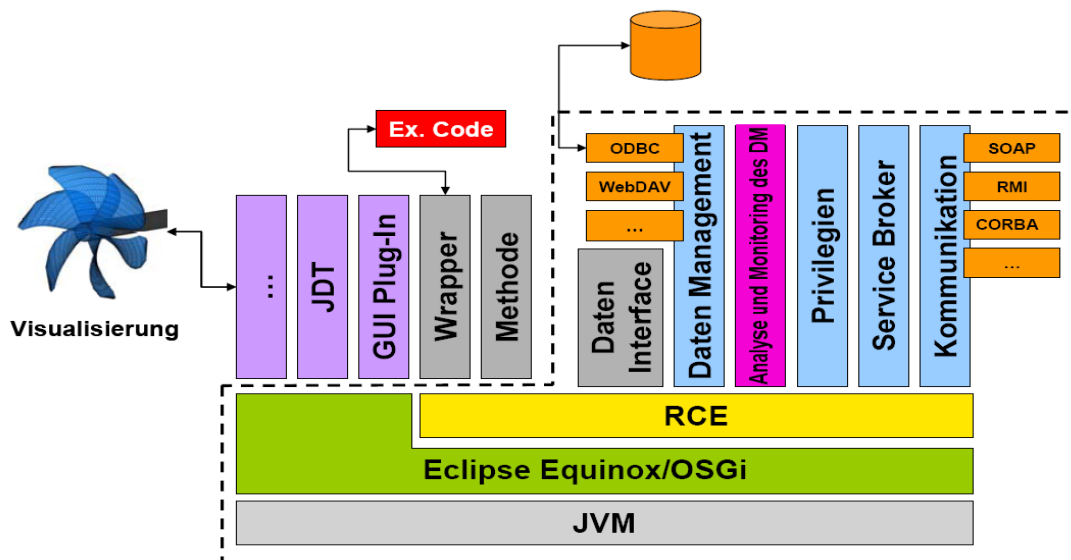 Ex. Code
ODBC
WebDAV
...
SOAP
RMI
CORBA
...
Visualisierung
...
JDT
GUI Plug-In
Wrapper
Methode
Daten
Interface
Daten Management
Analyse und Monitoring des DM
Privilegien
Service Broker
Kommunikation
RCE
Eclipse Equinox/OSGi
JVM